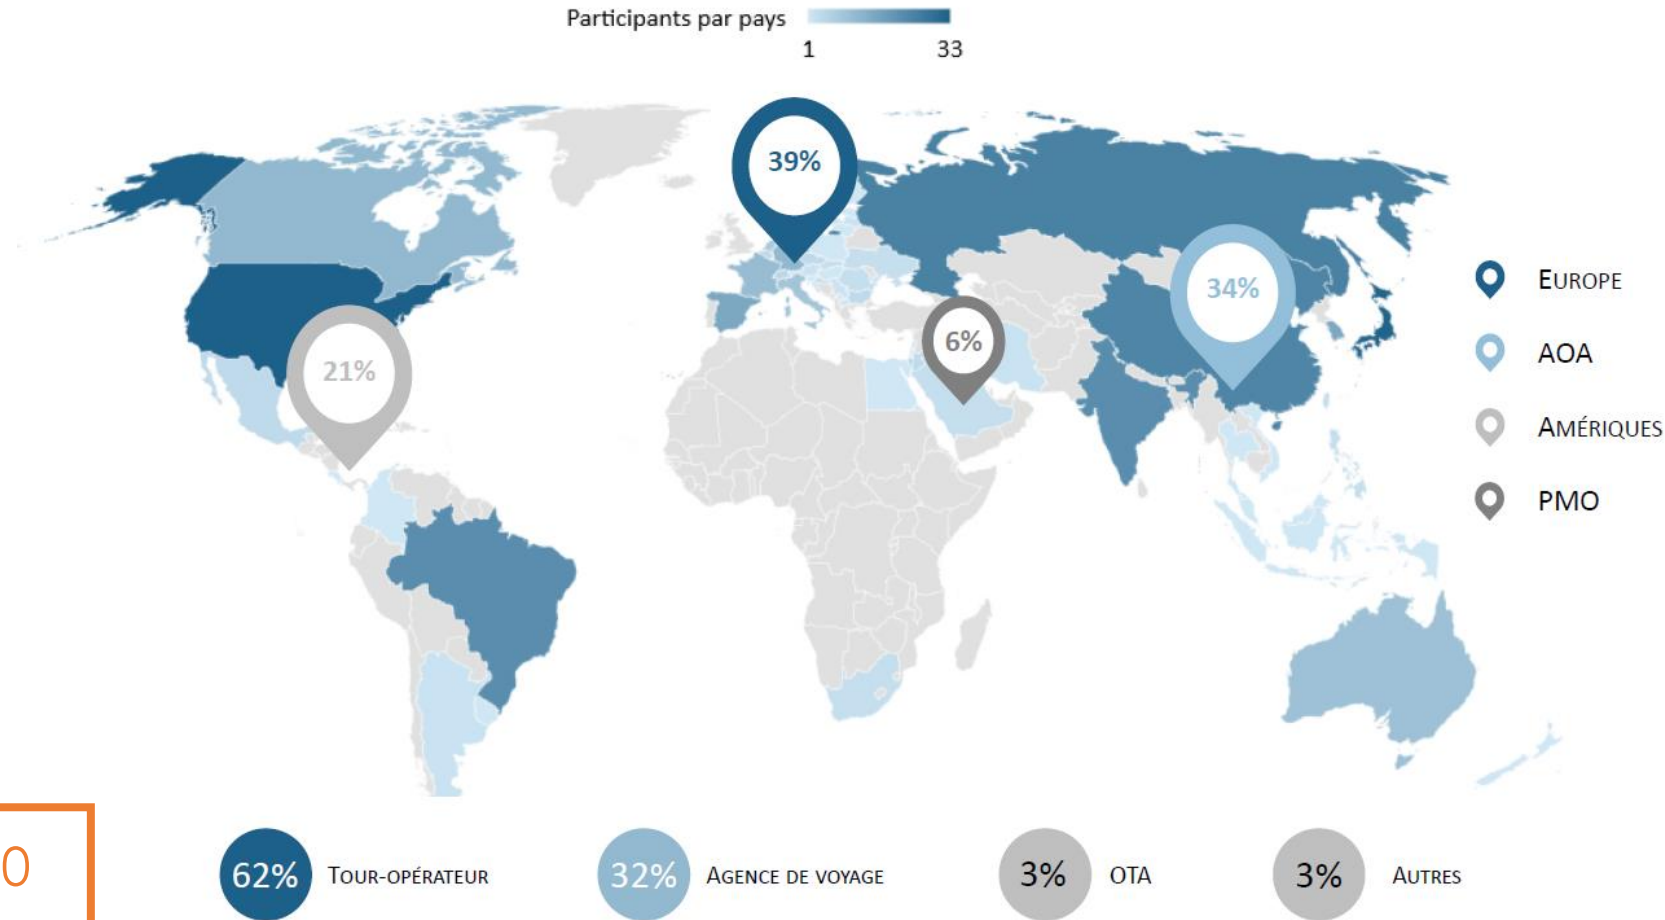 Participants par pays
1 33
39%
34%
6%
21%
EUROPE
AOA
AMÉRIQUES
PMO
0
62% TOUR-OPÉRATEUR
32% AGENCE DE VOYAGE
3% OTA
3% AUTRES